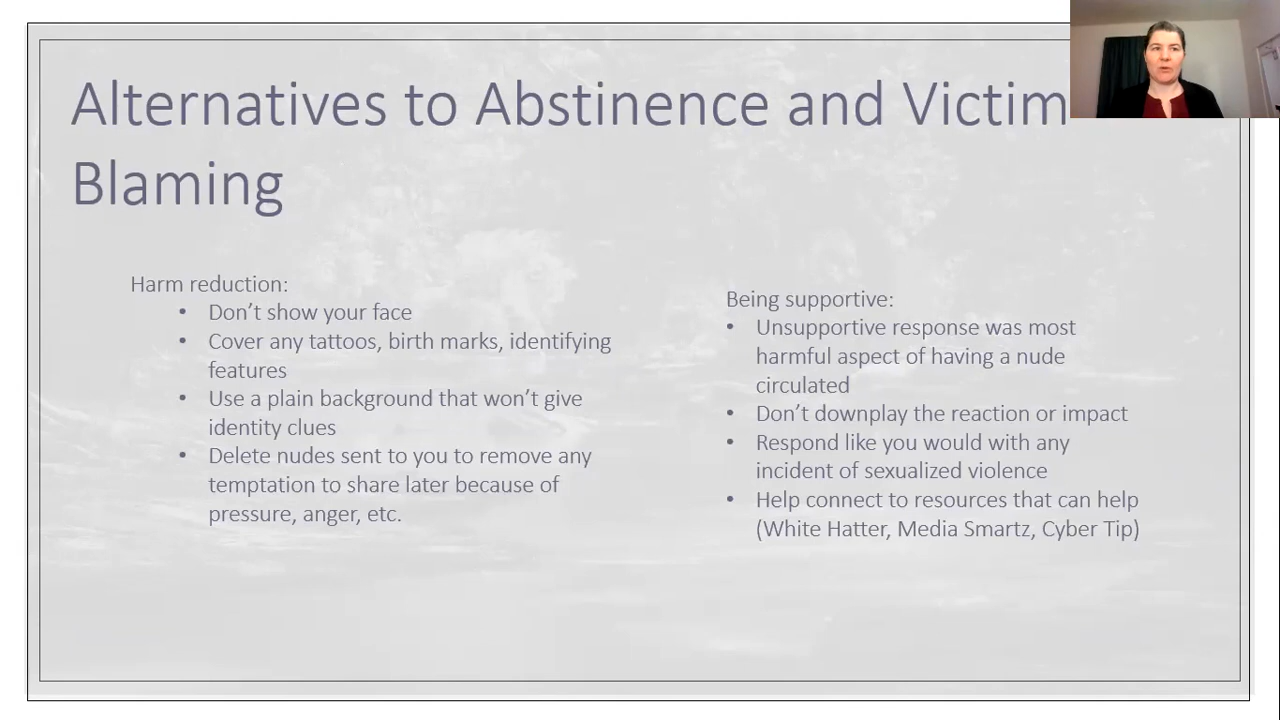 Alternatives to Abstinence and Victim
Blaming
Harm reduction:
• Don’t show your face
• Cover any tattoos, birth marks, identifying
features
• Use a plain background that won’t give
identity clues
• Delete nudes sent to you to remove any
temptation to share later because of
pressure, anger, etc.
Being supportive:
• Unsupportive response was most
harmful aspect of having a nude
circulated
• Don’t downplay the reaction or impact
• Respond like you would with any
incident of sexualized violence
• Help connect to resources that can help
(White Hatter, Media Smartz, Cyber Tip)